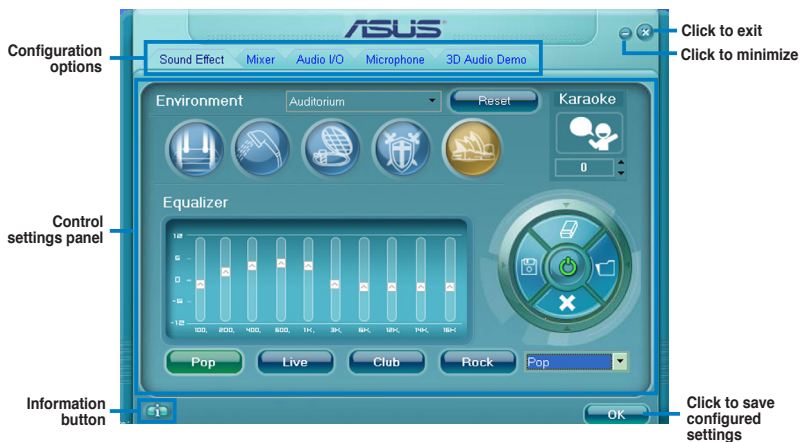 ASUS
Click to exit
Click to minimize
Configuration
options
Sound Effect Mixer Audio I/O Microphone 3D Audio Demo
Environment Auditorium Reset Karaoke
0
Equalizer
Control
settings panel
12
6
0
-6
-12
100, 200, 400, 600, 1K, 3K, 6K, 12K, 14K, 16K
Pop Live Club Rock Pop
Information
button
i
OK
Click to save
configured
settings